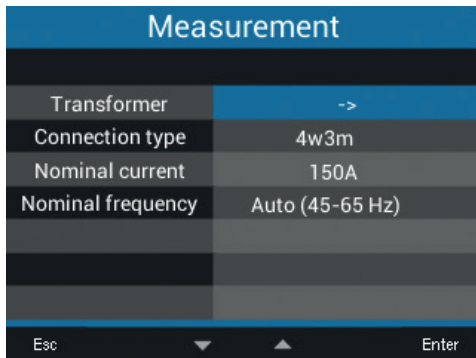 Measurement
Transformer ->
Connection type 4w3m
Nominal current 150A
Nominal frequency Auto (45-65 Hz)
Esc Enter